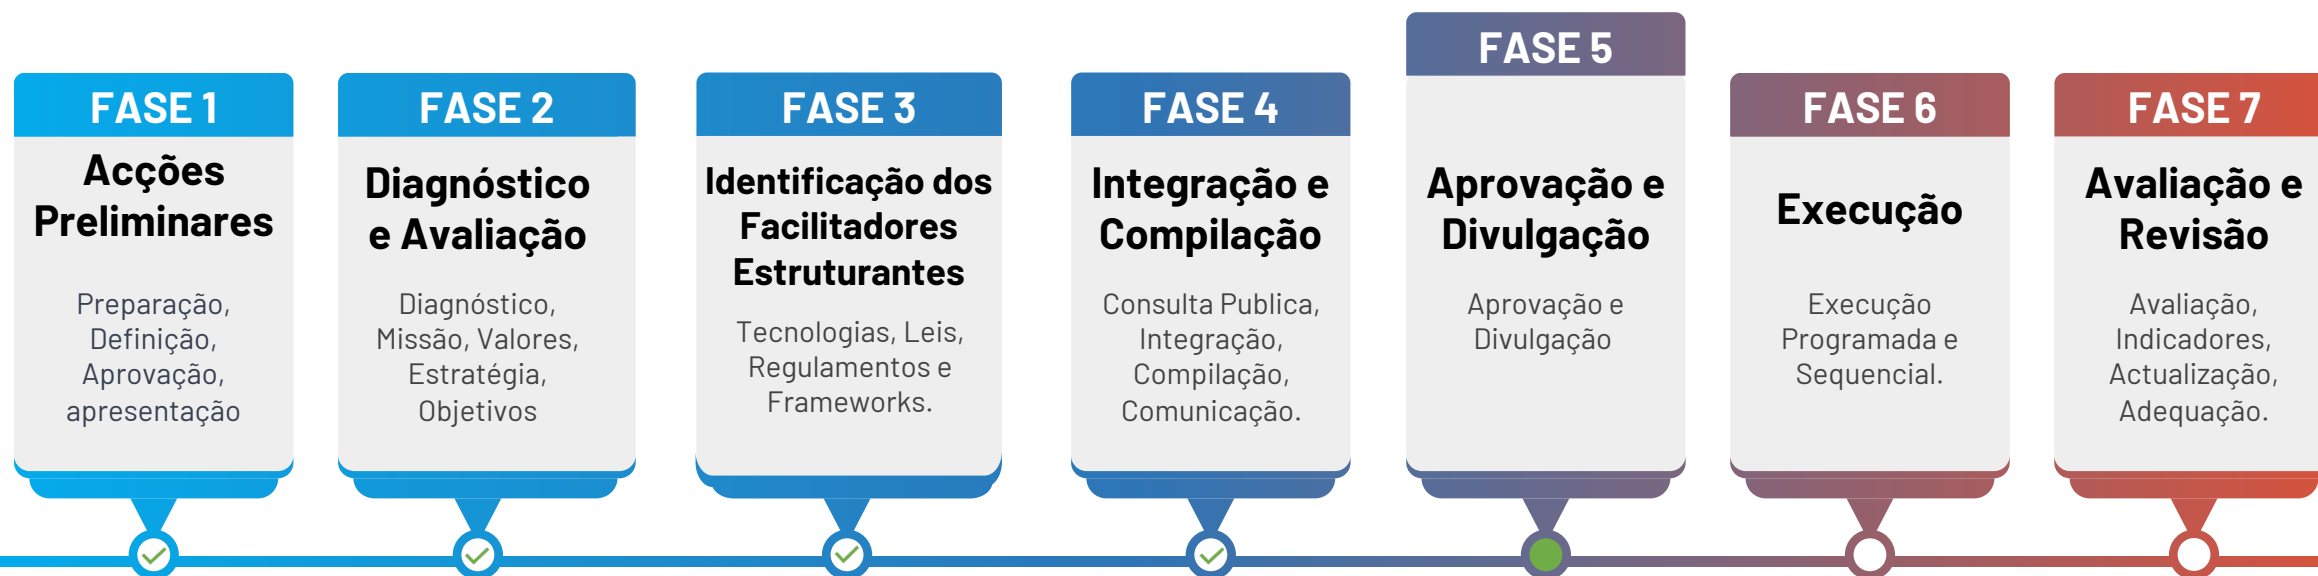 FASE 1
Acções
Preliminares
Preparação,
Definição,
Aprovação,
apresentação
FASE 2
Diagnóstico
e Avaliação
Diagnóstico,
Missão, Valores,
Estratégia,
Objetivos
FASE 3
Identificação dos
Facilitadores
Estruturantes
Tecnologias, Leis,
Regulamentos e
Frameworks.
FASE 4
Integração e
Compilação
Consulta Publica,
Integração,
Compilação,
Comunicação.
FASE 5
Aprovação e
Divulgação
Aprovação e
Divulgação
FASE 6
Execução
Execução
Programada e
Sequencial.
FASE 7
Avaliação e
Revisão
Avaliação,
Indicadores,
Actualização,
Adequação.